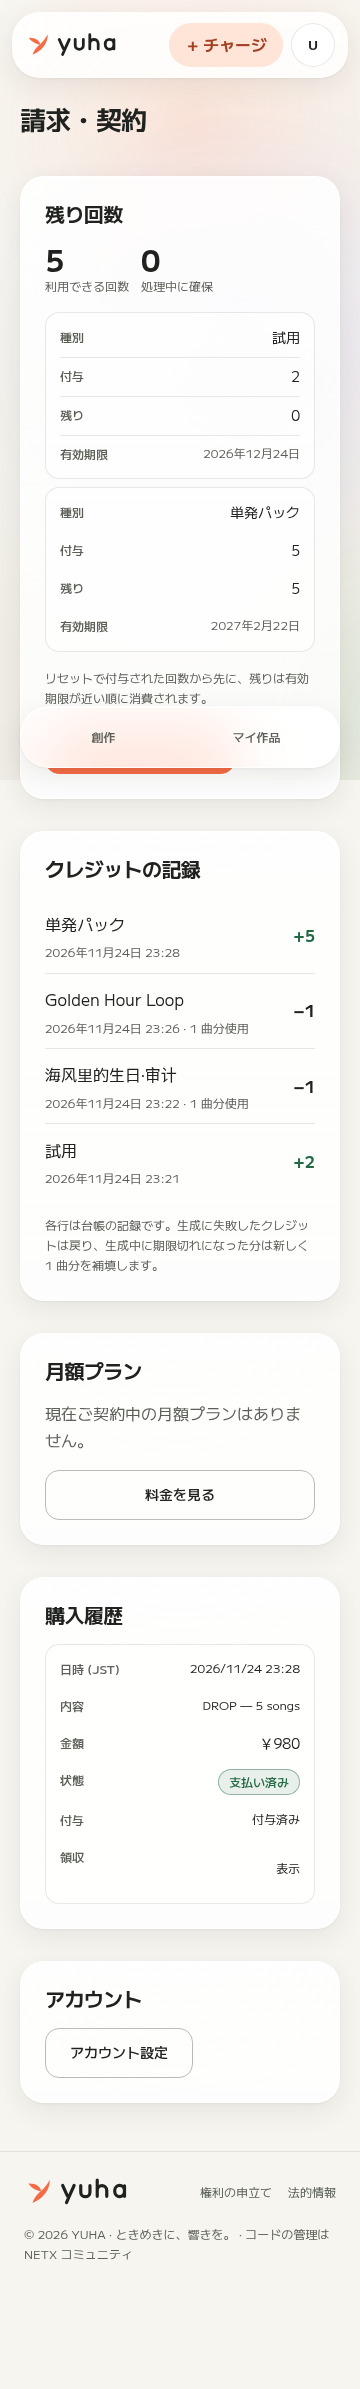 yuha
+ チャージ
U
請求・契約
残り回数
5
0
利用できる回数
処理中に確保
種別
試用
付与
2
残り
0
有効期限
2026年12月24日
種別
単発パック
付与
5
残り
5
有効期限
2027年2月22日
リセットで付与された回数から先に、残りは有効
期限が近い順に消費されます。
創作
マイ作品
クレジットの記録
単発パック
2026年11月24日 23:28
+5
Golden Hour Loop
2026年11月24日 23:26 · 1 曲分使用
−1
海风里的生日·审计
2026年11月24日 23:22 · 1 曲分使用
−1
試用
2026年11月24日 23:21
+2
各行は台帳の記録です。生成に失敗したクレジッ
トは戻り、生成中に期限切れになった分は新しく
1 曲分を補填します。
月額プラン
現在ご契約中の月額プランはありま
せん。
料金を見る
購入履歴
日時 (JST)
2026/11/24 23:28
内容
DROP — 5 songs
金額
￥980
状態
支払い済み
付与
付与済み
領収
表示
アカウント
アカウント設定
yuha
権利の申立て
法的情報
© 2026 YUHA · ときめきに、響きを。 · コードの管理は
NETX コミュニティ